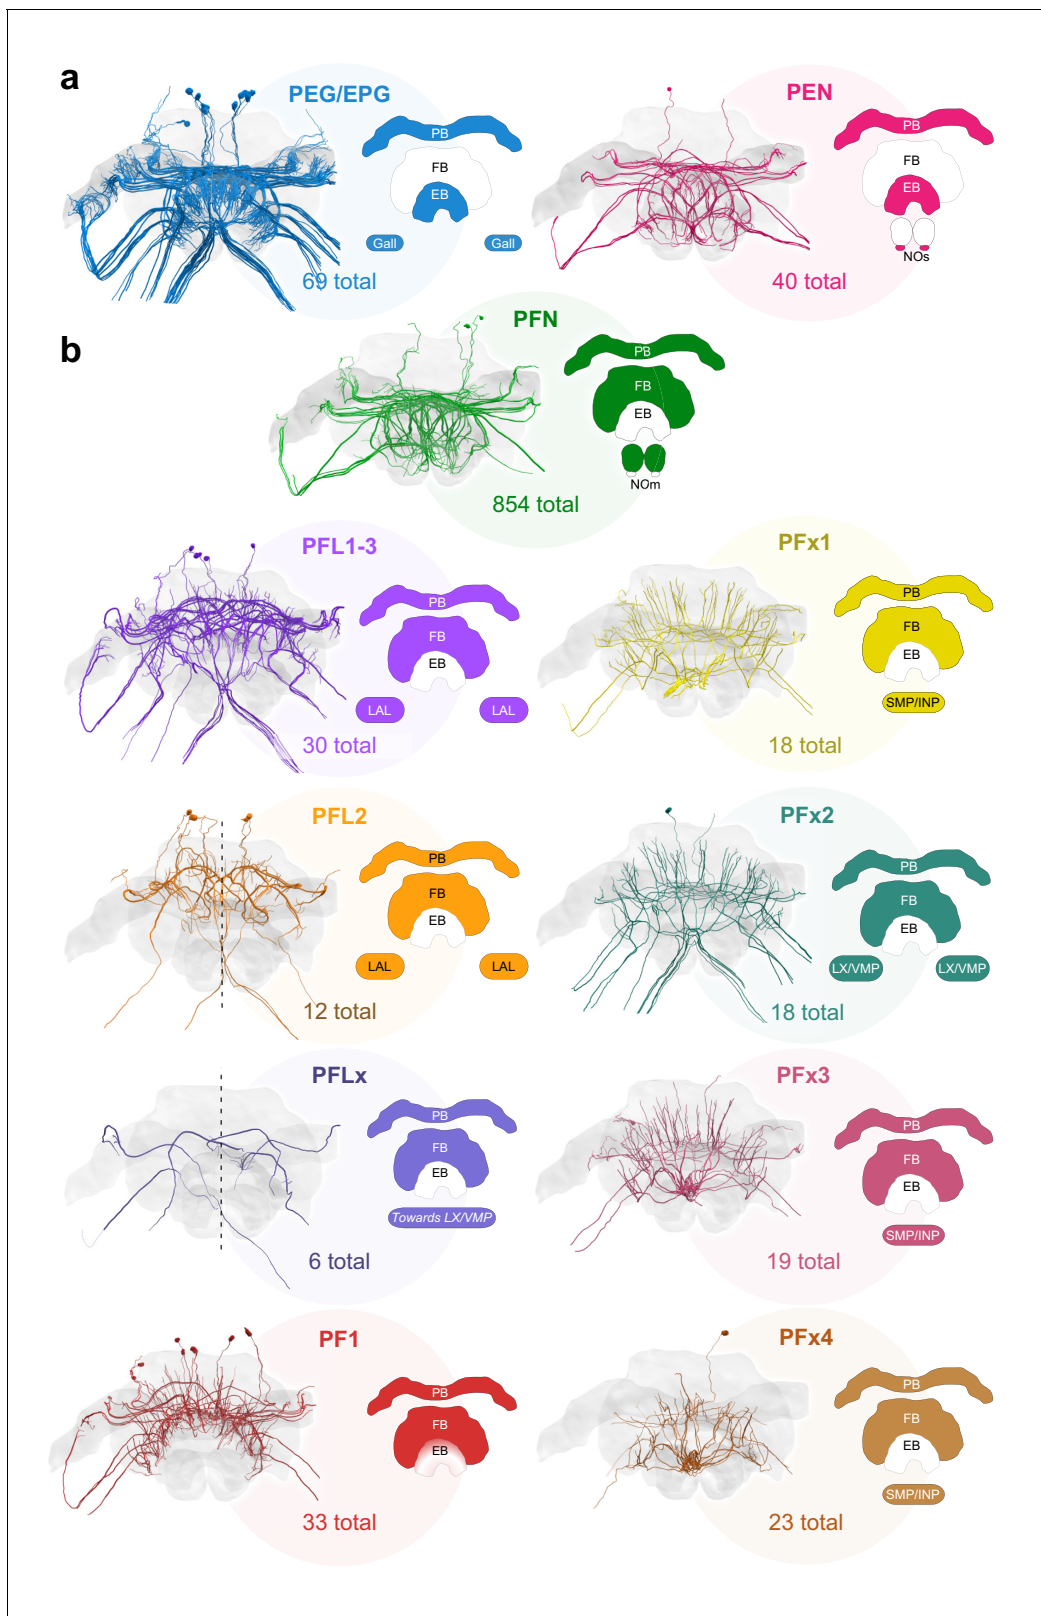 a
PEG/EPG
PB
FB
EB
Gall
Gall
69 total
PEN
PB
FB
EB
NOs
40 total
b
PFN
PB
FB
EB
NOm
854 total
PFL1-3
PB
FB
EB
LAL
LAL
30 total
PFx1
PB
FB
EB
SMP/INP
18 total
PFL2
PB
FB
EB
LAL
LAL
12 total
PFx2
PB
FB
EB
LX/VMP
LX/VMP
18 total
PFLx
PB
FB
EB
Towards LX/VMP
6 total
PFx3
PB
FB
EB
SMP/INP
19 total
PF1
PB
FB
EB
33 total
PFx4
PB
FB
EB
SMP/INP
23 total